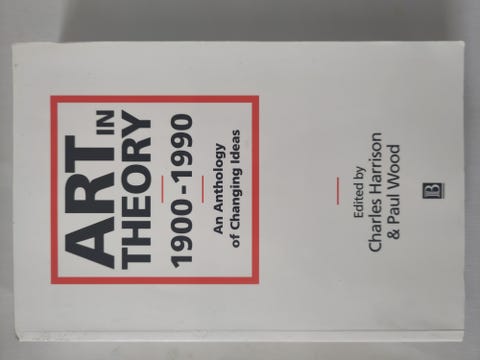 ART IN
THEORY
1900-1990
An Anthology
of Changing Ideas
Edited by
Charles Harrison
& Paul Wood
B